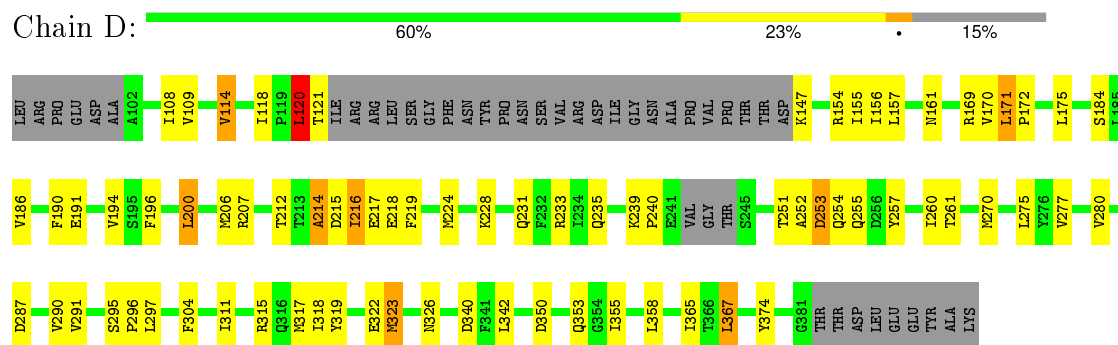 Chain D:
60% 23% • 15%
LEU ARG PRO GLU ASP ALA A102 I108 V109 V114 I118 P119 L120 T121 ILE ARG ARG LEU SER GLY PHE ASN TYR PRO ASN SER VAL ARG ASP ILE GLY ASN ALA PRO VAL PRO THR THR ASP K147 R154 I155 I156 L157 N161 R169 V170 L171 P172 L175 S184 L185
V186 F190 E191 V194 S195 F196 L200 M206 R207 T212 T213 A214 D215 I216 E217 E218 F219 M224 K228 Q231 F232 R233 I234 Q235 K239 P240 E241 VAL GLY THR S245 T251 A252 D253 Q254 Q255 D256 Y257 I260 T261 M270 L275 Y276 V277 V280
D287 V290 V291 S295 P296 L297 F304 I311 R315 Q316 M317 I318 Y319 E322 M323 N326 D340 F341 L342 D350 Q353 G354 I355 L358 I365 T366 L367 Y374 G381 THR THR ASP LEU GLU GLU TYR ALA LYS